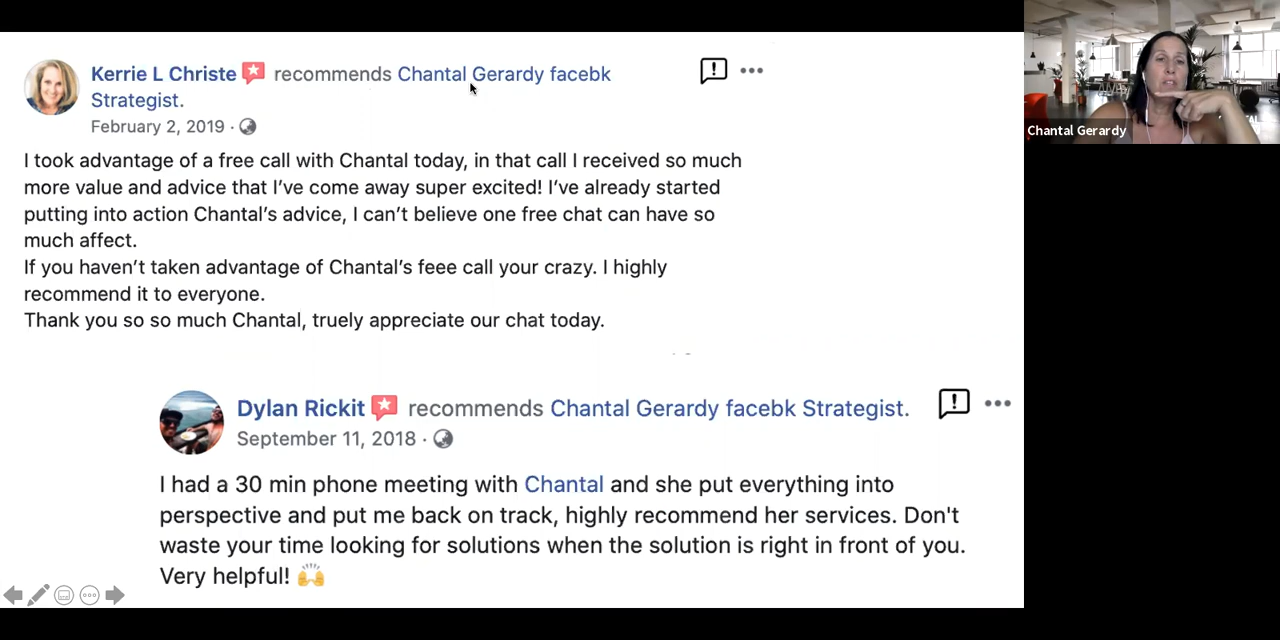 Kerrie L Christe recommends Chantal Gerardy facebk
Strategist.
February 2, 2019 ·
I took advantage of a free call with Chantal today, in that call I received so much
more value and advice that I've come away super excited! I've already started
putting into action Chantal's advice, I can't believe one free chat can have so
much affect.
If you haven't taken advantage of Chantal's feee call your crazy. I highly
recommend it to everyone.
Thank you so so much Chantal, truely appreciate our chat today.
Dylan Rickit recommends Chantal Gerardy facebk Strategist.
September 11, 2018 ·
I had a 30 min phone meeting with Chantal and she put everything into
perspective and put me back on track, highly recommend her services. Don't
waste your time looking for solutions when the solution is right in front of you.
Very helpful! 🙌
Chantal Gerardy